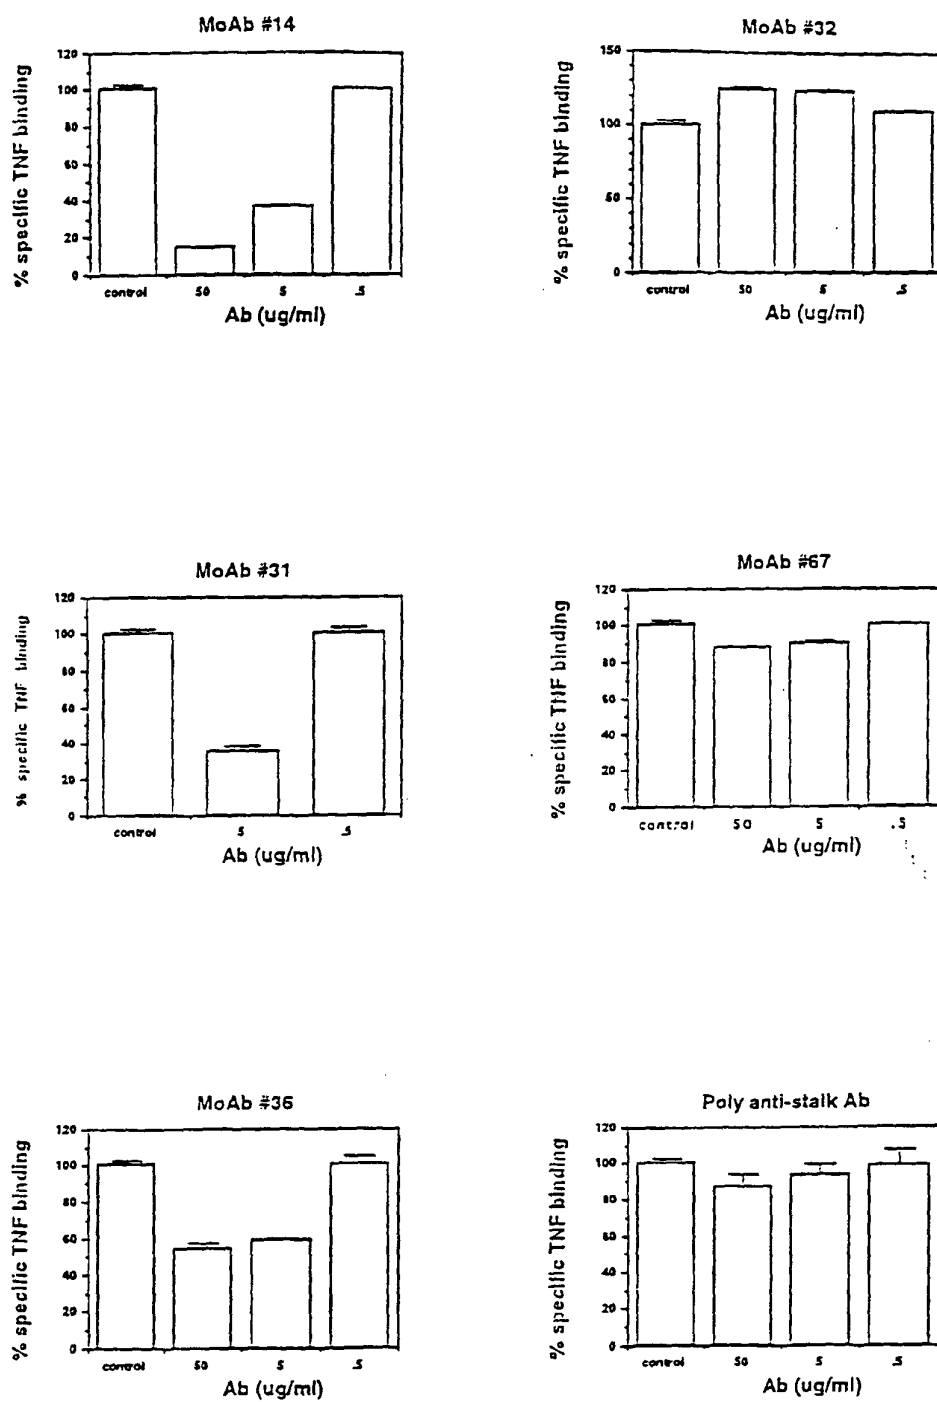 MoAb #14
% specific TNF binding
120
100
80
60
40
20
0
control 50 5 .5
Ab (ug/ml)
MoAb #32
% specific TNF binding
150
100
50
0
control 50 5 .5
Ab (ug/ml)
MoAb #31
% specific TNF binding
120
100
80
60
40
20
0
control 5 .5
Ab (ug/ml)
MoAb #67
% specific TNF binding
120
100
80
60
40
20
0
control 50 5 .5
Ab (ug/ml)
MoAb #36
% specific TNF binding
120
100
80
60
40
20
0
control 50 5 .5
Ab (ug/ml)
Poly anti-stalk Ab
% specific TNF binding
120
100
80
60
40
20
0
control 50 5 .5
Ab (ug/ml)